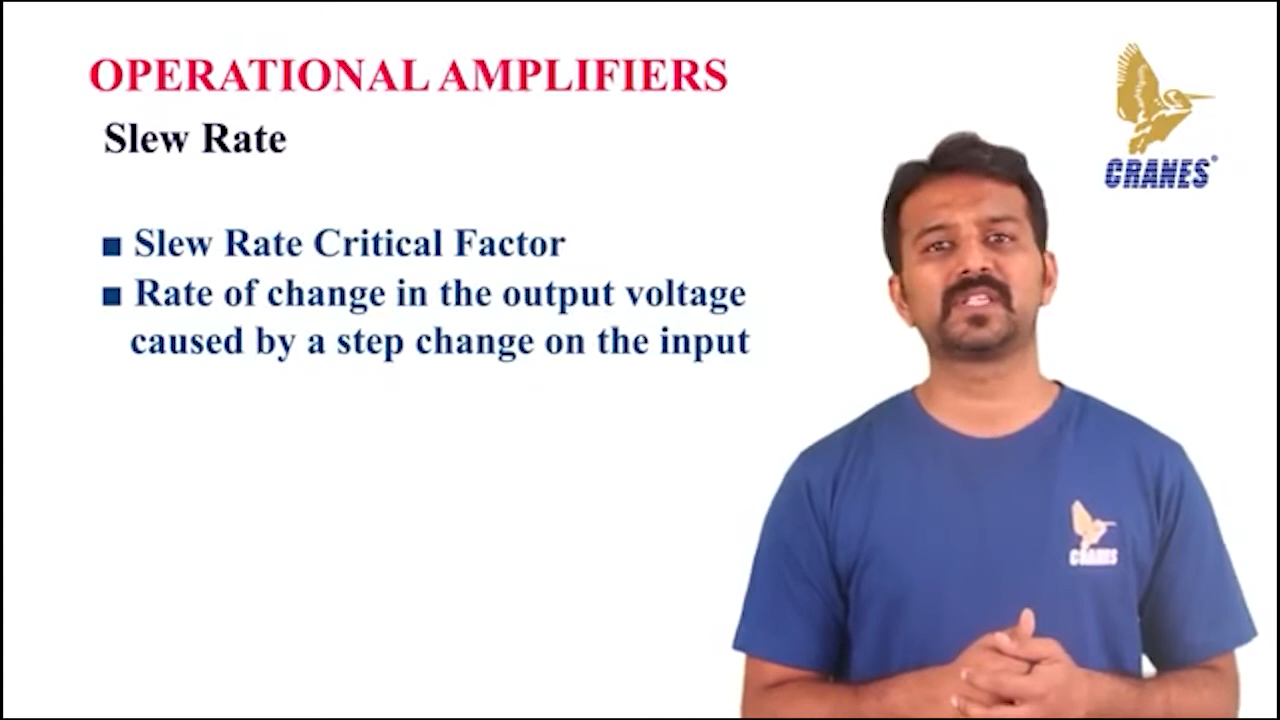 OPERATIONAL AMPLIFIERS
Slew Rate
■ Slew Rate Critical Factor
■ Rate of change in the output voltage
caused by a step change on the input
CRANES®
CRANES